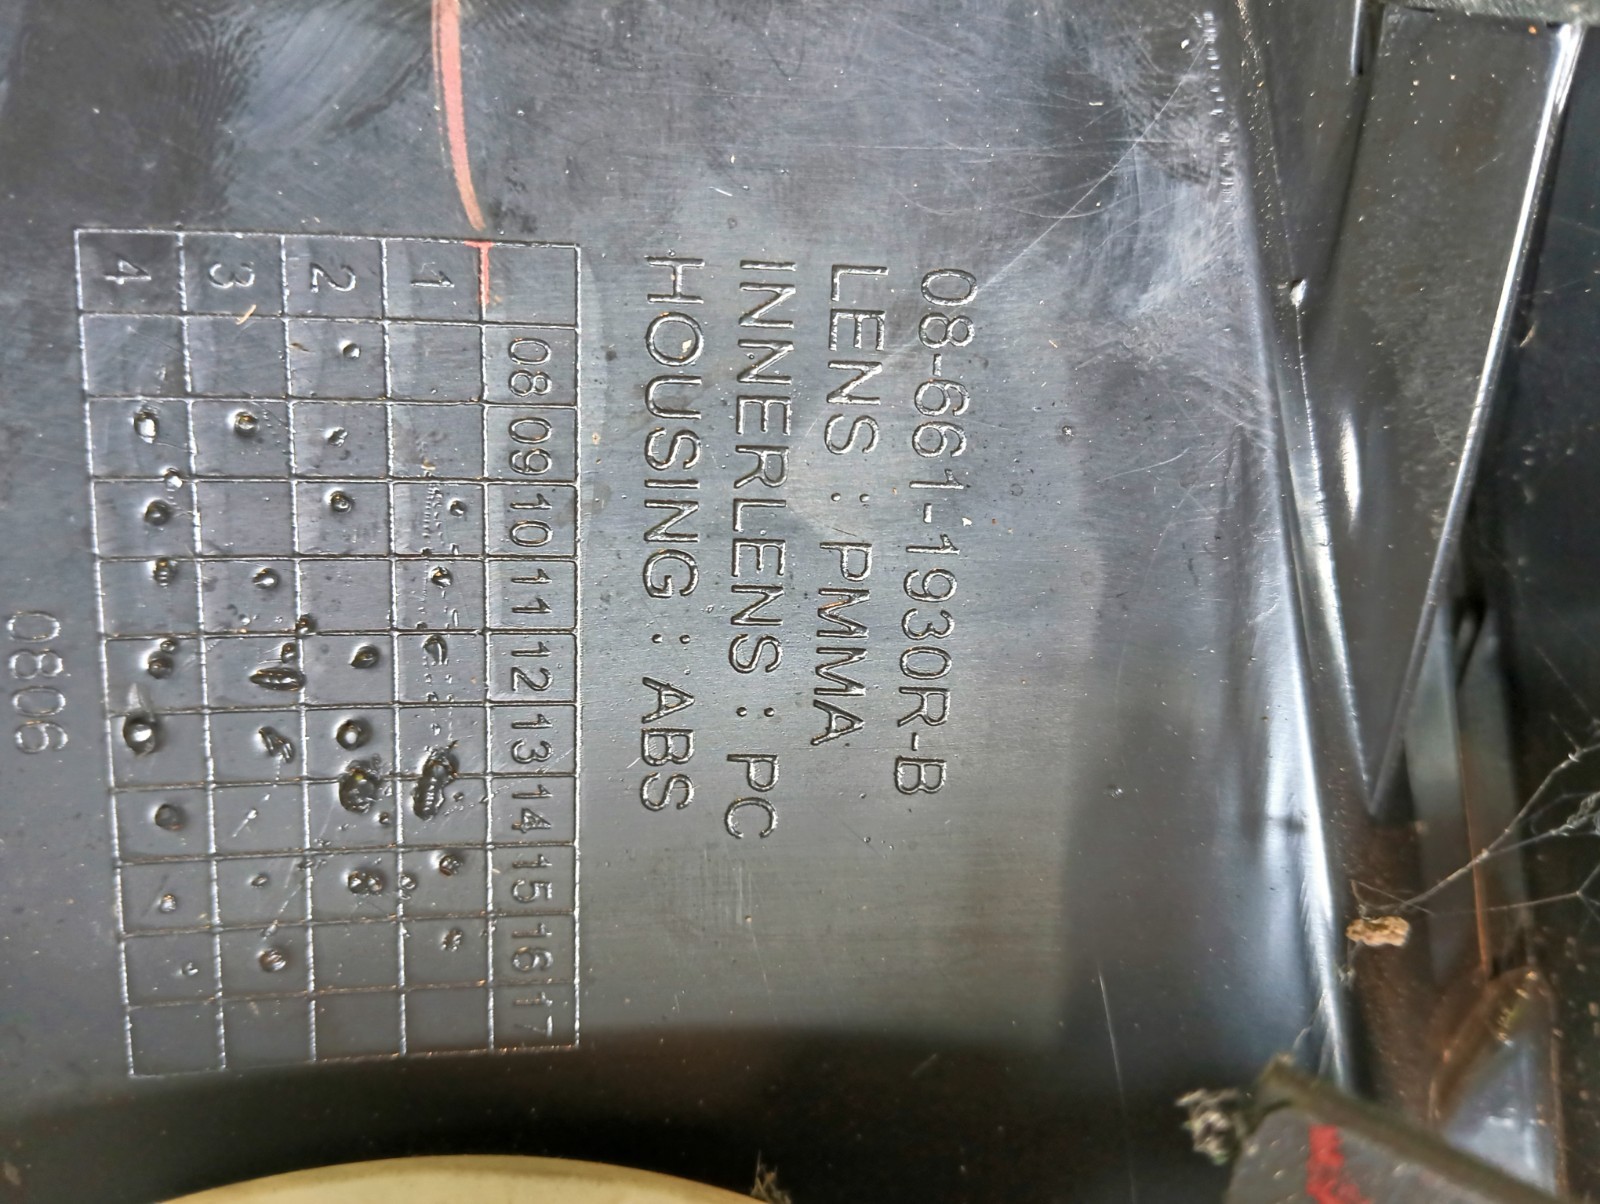 08-661-1930R-B
LENS : PMMA
INNERLENS : PC
HOUSING : ABS
08 09 10 11 12 13 14 15 16 17
1
2
3
4
0806